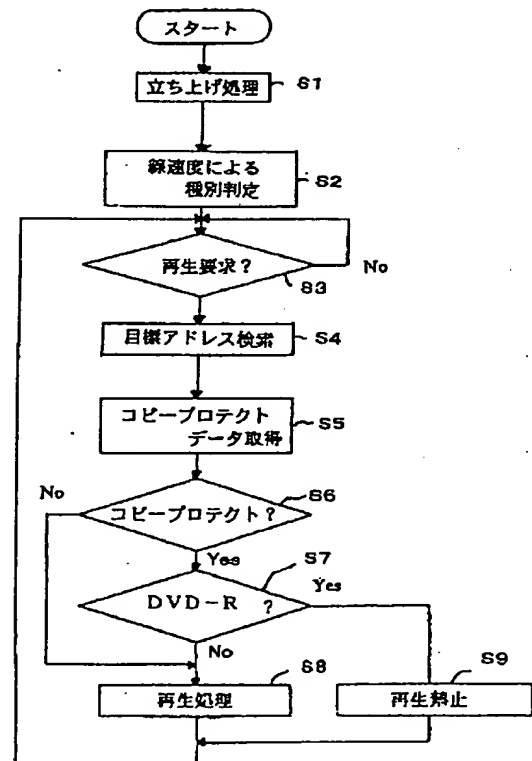 スタート
立ち上げ処理
S1
線速度による
種別判定
S2
再生要求?
No
S3
目標アドレス検索
S4
コピープロテクト
データ取得
S5
No
S6
コピープロテクト?
Yes
S7
DVD-R ?
Yes
No
S8
再生処理
S9
再生禁止